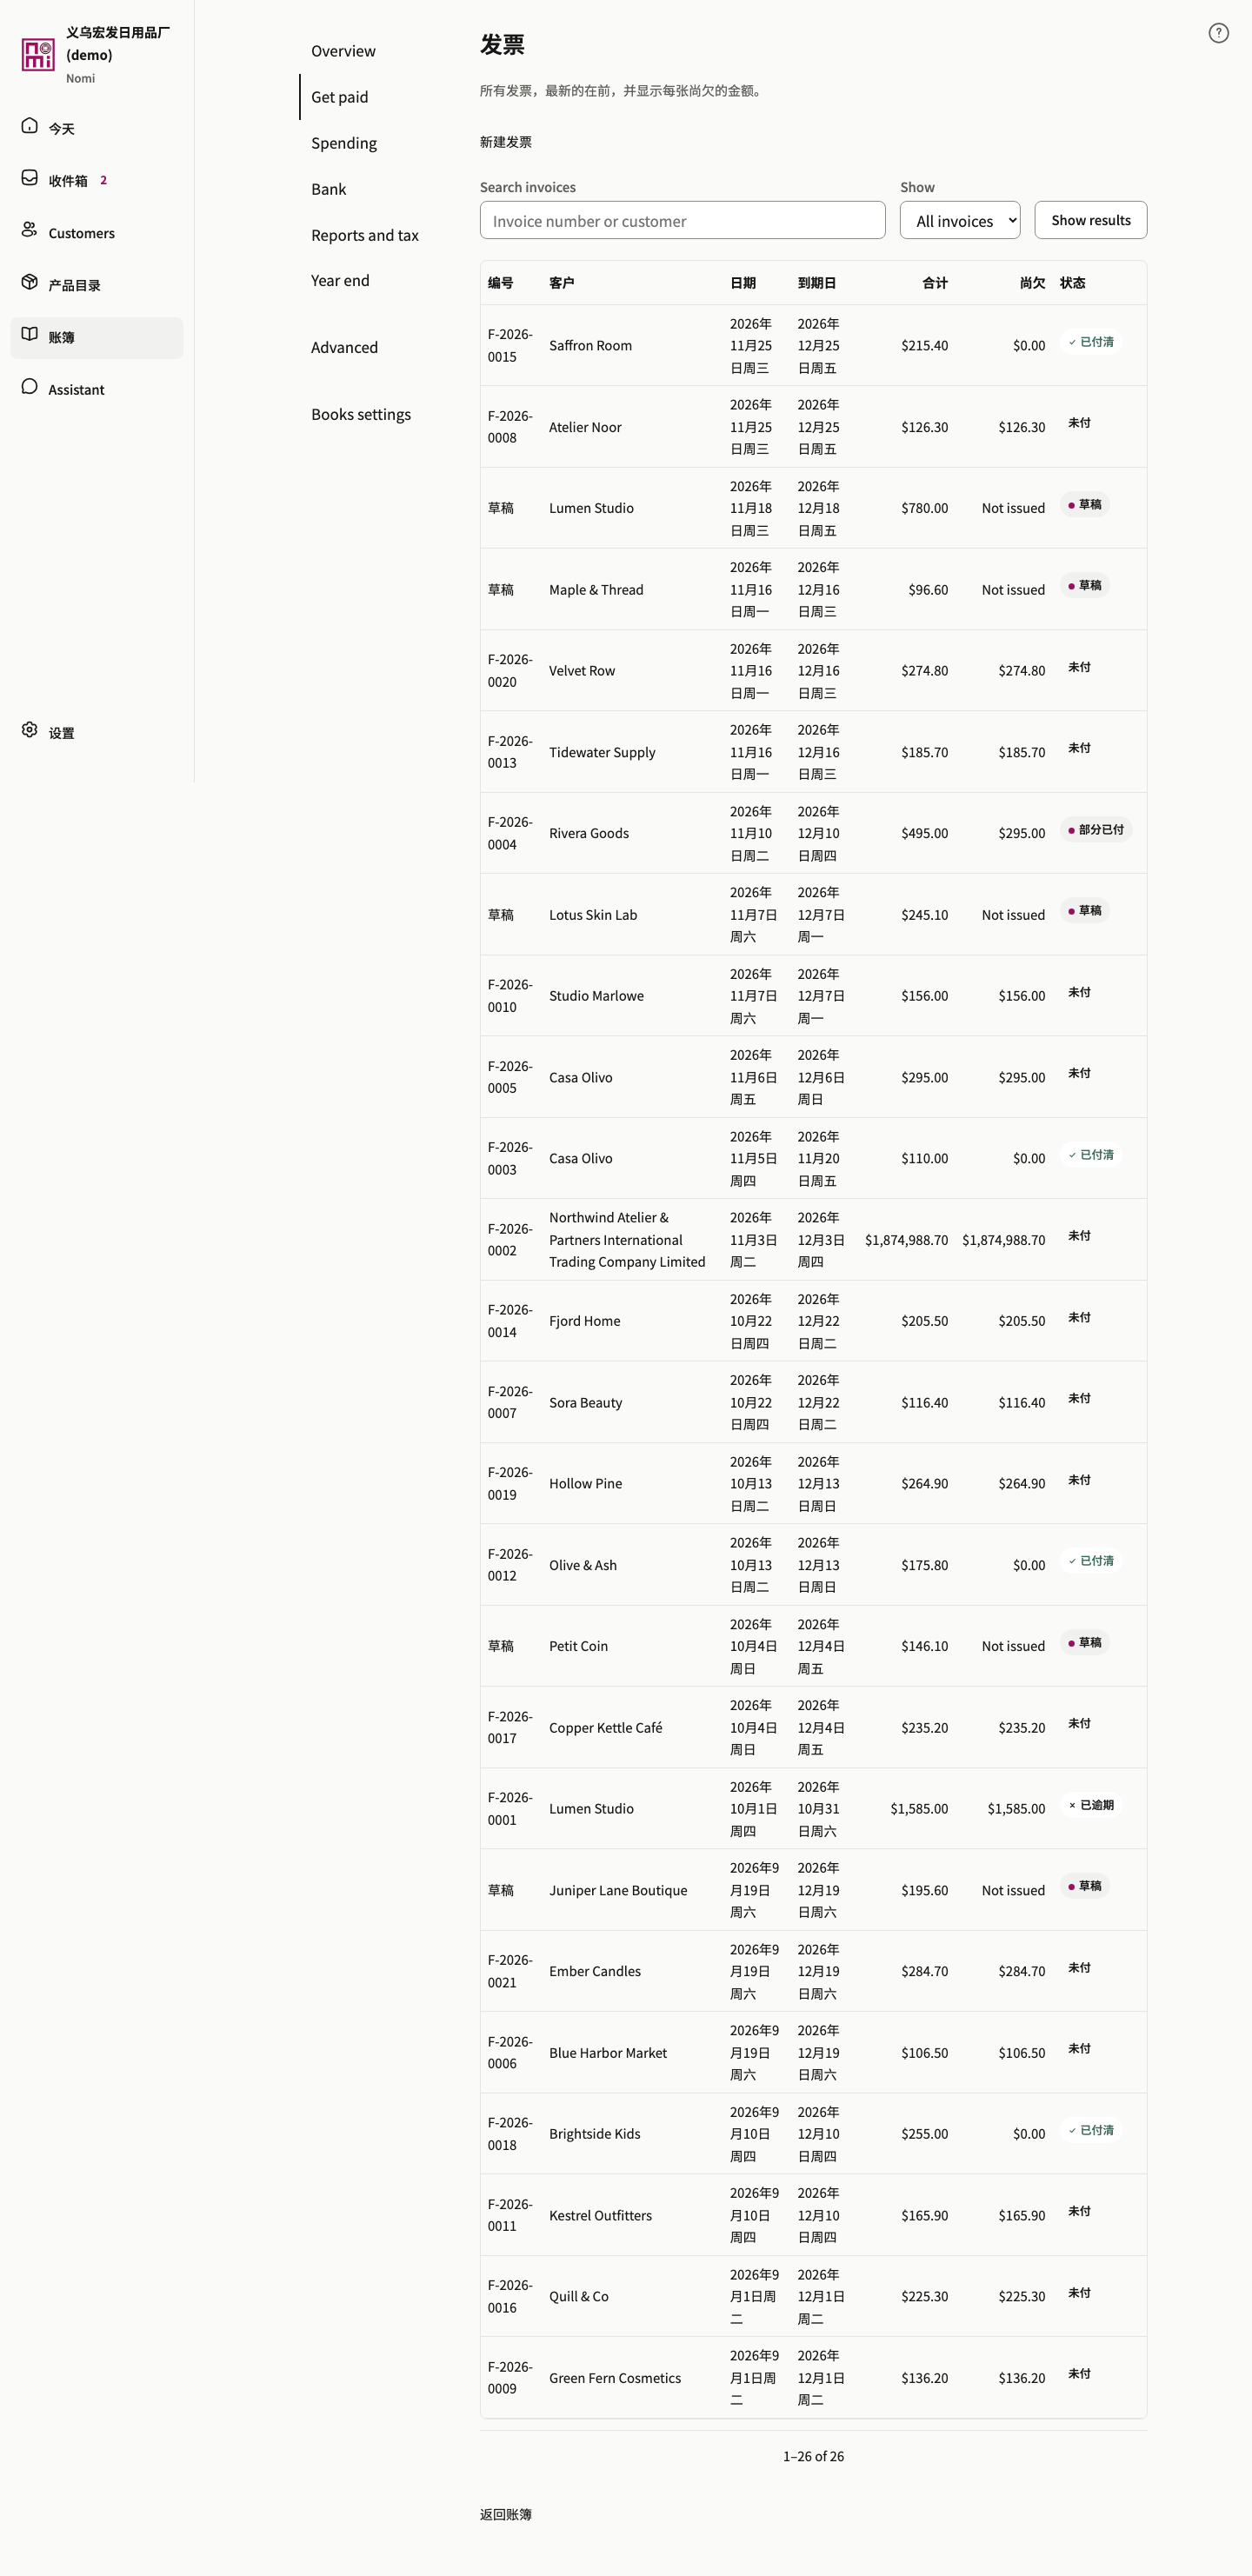 义乌宏发日用品厂
(demo)
Nomi
今天
收件箱 2
Customers
产品目录
账簿
Assistant
设置
Overview
Get paid
Spending
Bank
Reports and tax
Year end
Advanced
Books settings
发票
所有发票，最新的在前，并显示每张尚欠的金额。
新建发票
Search invoices
Show
Invoice number or customer
All invoices
Show results
编号 客户 日期 到期日 合计 尚欠 状态
F-2026-0015 Saffron Room 2026年11月25日周三 2026年12月25日周五 $215.40 $0.00 已付清
F-2026-0008 Atelier Noor 2026年11月25日周三 2026年12月25日周五 $126.30 $126.30 未付
草稿 Lumen Studio 2026年11月18日周三 2026年12月18日周五 $780.00 Not issued 草稿
草稿 Maple & Thread 2026年11月16日周一 2026年12月16日周三 $96.60 Not issued 草稿
F-2026-0020 Velvet Row 2026年11月16日周一 2026年12月16日周三 $274.80 $274.80 未付
F-2026-0013 Tidewater Supply 2026年11月16日周一 2026年12月16日周三 $185.70 $185.70 未付
F-2026-0004 Rivera Goods 2026年11月10日周二 2026年12月10日周四 $495.00 $295.00 部分已付
草稿 Lotus Skin Lab 2026年11月7日周六 2026年12月7日周一 $245.10 Not issued 草稿
F-2026-0010 Studio Marlowe 2026年11月7日周六 2026年12月7日周一 $156.00 $156.00 未付
F-2026-0005 Casa Olivo 2026年11月6日周五 2026年12月6日周日 $295.00 $295.00 未付
F-2026-0003 Casa Olivo 2026年11月5日周四 2026年11月20日周五 $110.00 $0.00 已付清
F-2026-0002 Northwind Atelier & Partners International Trading Company Limited 2026年11月3日周二 2026年12月3日周四 $1,874,988.70 $1,874,988.70 未付
F-2026-0014 Fjord Home 2026年10月22日周四 2026年12月22日周二 $205.50 $205.50 未付
F-2026-0007 Sora Beauty 2026年10月22日周四 2026年12月22日周二 $116.40 $116.40 未付
F-2026-0019 Hollow Pine 2026年10月13日周二 2026年12月13日周日 $264.90 $264.90 未付
F-2026-0012 Olive & Ash 2026年10月13日周二 2026年12月13日周日 $175.80 $0.00 已付清
草稿 Petit Coin 2026年10月4日周日 2026年12月4日周五 $146.10 Not issued 草稿
F-2026-0017 Copper Kettle Café 2026年10月4日周日 2026年12月4日周五 $235.20 $235.20 未付
F-2026-0001 Lumen Studio 2026年10月1日周四 2026年10月31日周六 $1,585.00 $1,585.00 已逾期
草稿 Juniper Lane Boutique 2026年9月19日周六 2026年12月19日周六 $195.60 Not issued 草稿
F-2026-0021 Ember Candles 2026年9月19日周六 2026年12月19日周六 $284.70 $284.70 未付
F-2026-0006 Blue Harbor Market 2026年9月19日周六 2026年12月19日周六 $106.50 $106.50 未付
F-2026-0018 Brightside Kids 2026年9月10日周四 2026年12月10日周四 $255.00 $0.00 已付清
F-2026-0011 Kestrel Outfitters 2026年9月10日周四 2026年12月10日周四 $165.90 $165.90 未付
F-2026-0016 Quill & Co 2026年9月1日周二 2026年12月1日周二 $225.30 $225.30 未付
F-2026-0009 Green Fern Cosmetics 2026年9月1日周二 2026年12月1日周二 $136.20 $136.20 未付
1–26 of 26
返回账簿